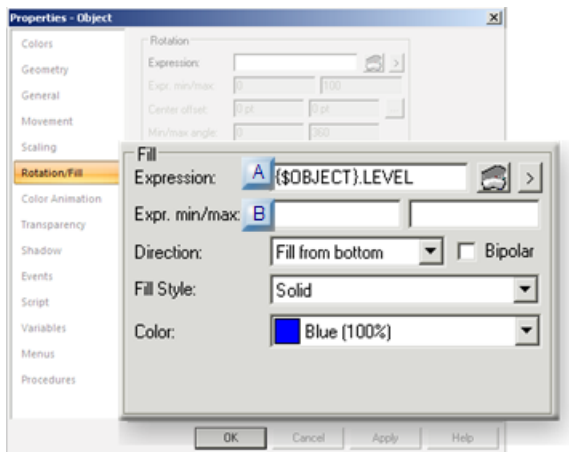 Properties - Object
Colors
Geometry
General
Movement
Scaling
Rotation/Fill
Color Animation
Transparency
Shadow
Events
Script
Variables
Menus
Procedures
Rotation
Expression:
>
Expr. min/max: 0 100
Center offset: 0 pt 0 pt ...
Min/max angle: 0 360
Fill
Expression: A {$OBJECT}.LEVEL >
Expr. min/max: B
Direction: Fill from bottom Bipolar
Fill Style: Solid
Color: Blue (100%)
OK Cancel Apply Help